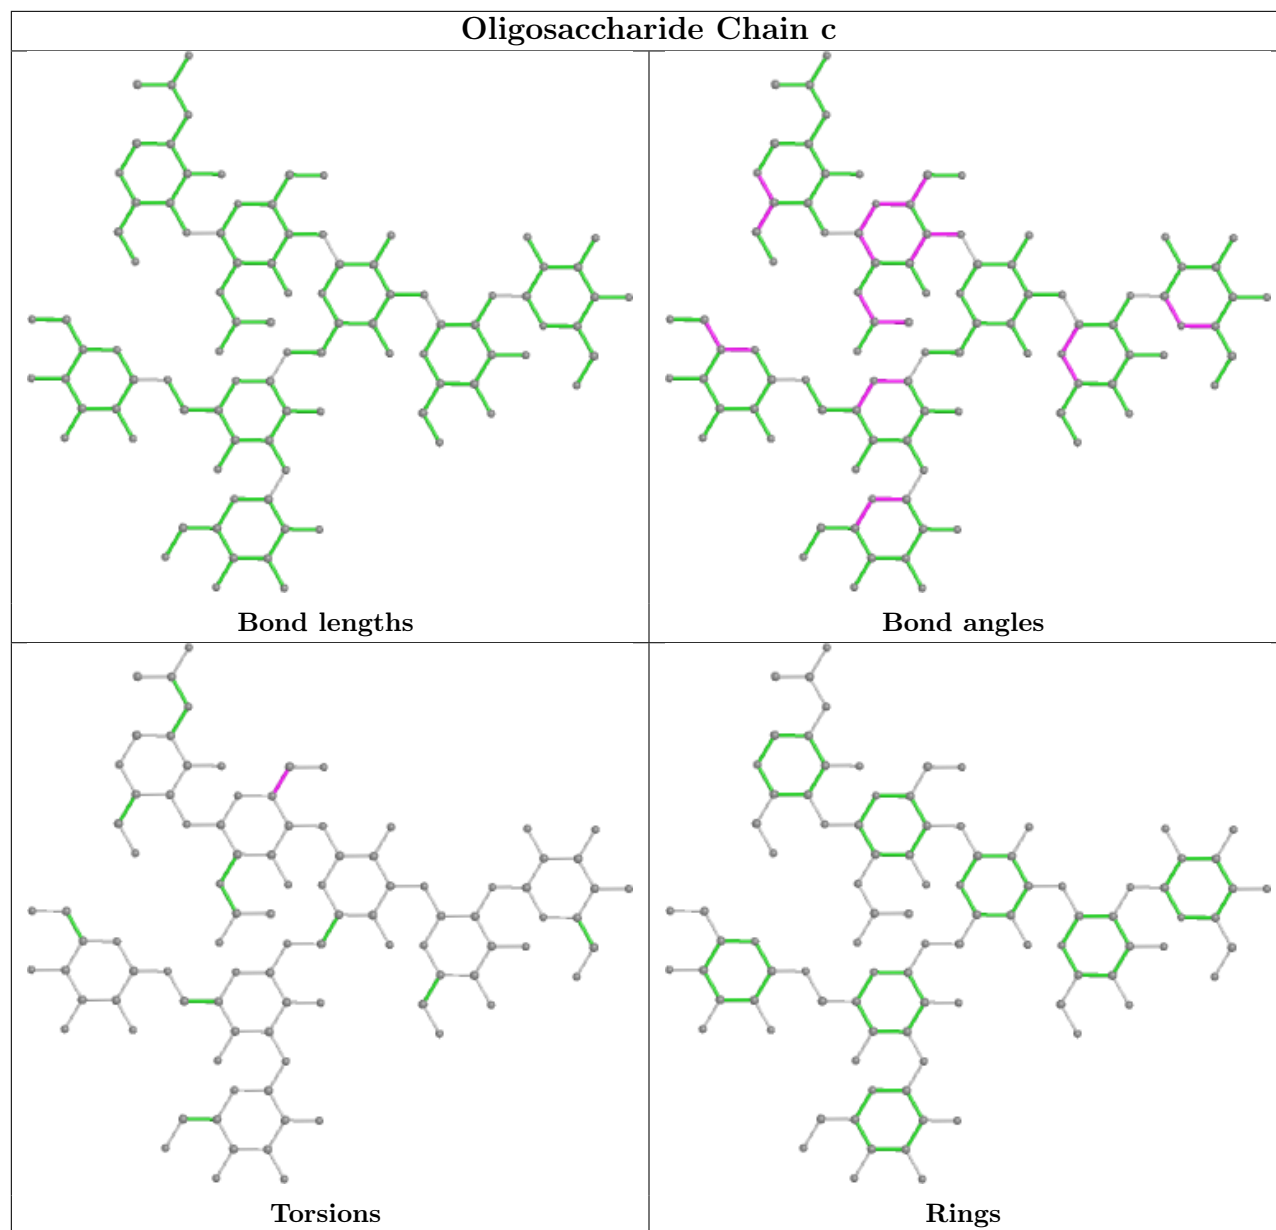 Oligosaccharide Chain c
Bond lengths
Bond angles
Torsions
Rings